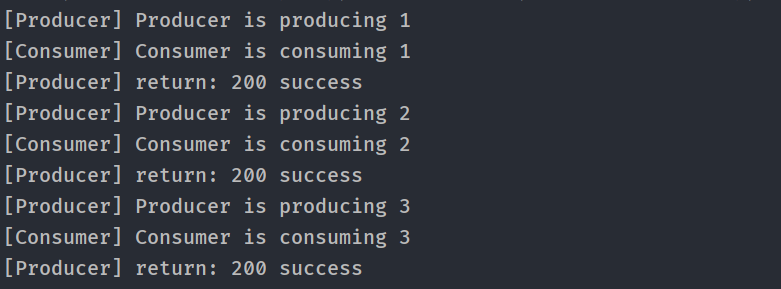 [Producer] Producer is producing 1
[Consumer] Consumer is consuming 1
[Producer] return: 200 success
[Producer] Producer is producing 2
[Consumer] Consumer is consuming 2
[Producer] return: 200 success
[Producer] Producer is producing 3
[Consumer] Consumer is consuming 3
[Producer] return: 200 success